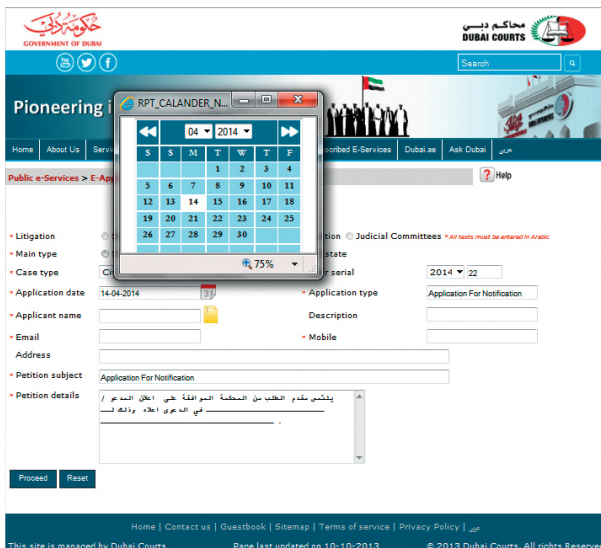 حكومة دبي
GOVERNMENT OF DUBAI
محاكم دبي
DUBAI COURTS
Search
Pioneering i
RPT_CALANDER_N...
04 2014
S S M T W T F
1 2 3 4
5 6 7 8 9 10 11
12 13 14 15 16 17 18
19 20 21 22 23 24 25
26 27 28 29 30
75%
Home About Us Servi scribed E-Services Dubai.ae Ask Dubai عربي
Public e-Services > E-Ap Help
* Litigation tion Judicial Committees * All texts must be entered in Arabic
* Main type state
* Case type Ci r serial 2014 22
* Application date 14-04-2014 * Application type Application For Notification
* Applicant name Description
* Email * Mobile
Address
* Petition subject Application For Notification
* Petition details يلتمس مقدم الطلب من المحكمة الموافقة على اعلان المدعو /
في الدعوى اعلاه وذلك لـ
.
Proceed Reset
Home | Contact us | Guestbook | Sitemap | Terms of service | Privacy Policy | عربي
This site is managed by Dubai Courts Page last updated on 10-10-2013 © 2013 Dubai Courts. All rights Reserved